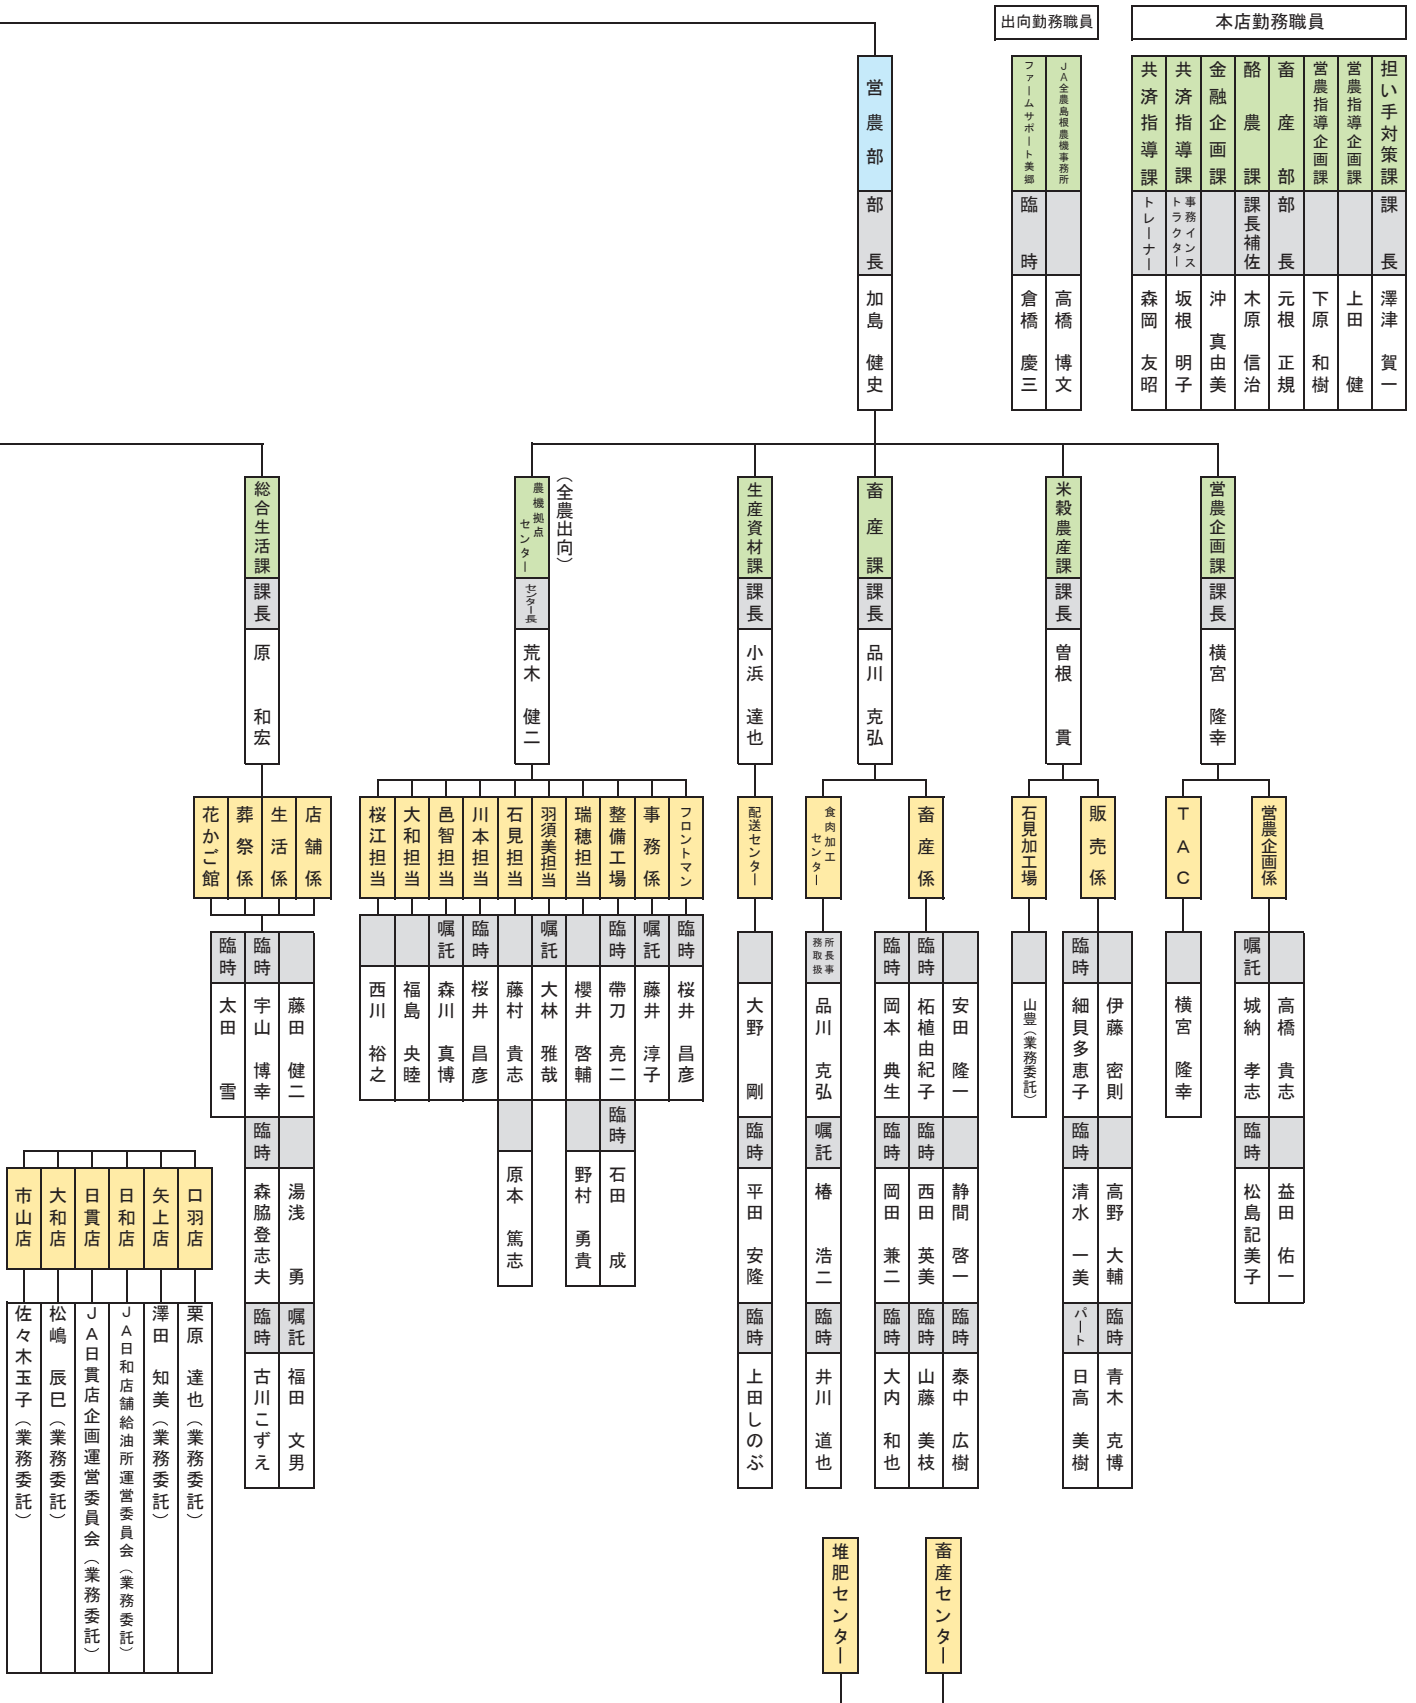 出向勤務職員
本店勤務職員
担い手対策課
課長
澤津 賀一
営農指導企画課
上田 健
営農指導企画課
下原 和樹
畜産部
部長
元根 正規
酪農課
課長補佐
木原 信治
金融企画課
沖 真由美
共済指導課
事務インス
トラクター
坂根 明子
共済指導課
トレーナー
森岡 友昭
JA全農島根農機事務所
高橋 博文
ファームサポート美郷
臨時
倉橋 慶三
営農部
部長
加島 健史
営農企画課
課長
横宮 隆幸
米穀農産課
課長
曽根 貫
畜産課
課長
品川 克弘
生産資材課
課長
小浜 達也
(全農出向)
農機拠点
センター
センター長
荒木 健二
総合生活課
課長
原 和宏
営農企画係
高橋 貴志
嘱託
城納 孝志
益田 佑一
臨時
松島記美子
TAC
横宮 隆幸
販売係
伊藤 密則
臨時
細貝多恵子
高野 大輔
臨時
清水 一美
臨時
青木 克博
パート
日高 美樹
石見加工場
山豊(業務委託)
畜産係
安田 隆一
臨時
柘植由紀子
臨時
岡本 典生
静間 啓一
臨時
西田 英美
臨時
岡田 兼二
臨時
泰中 広樹
臨時
山藤 美枝
臨時
大内 和也
食肉加工
センター
所長事
務取扱
品川 克弘
嘱託
椿 浩二
臨時
井川 道也
配送センター
大野 剛
臨時
平田 安隆
臨時
上田しのぶ
フロントマン
臨時
桜井 昌彦
事務係
嘱託
藤井 淳子
整備工場
臨時
帶刀 亮二
臨時
石田 成
瑞穂担当
櫻井 啓輔
野村 勇貴
羽須美担当
嘱託
大林 雅哉
石見担当
藤村 貴志
原本 篤志
川本担当
臨時
桜井 昌彦
邑智担当
嘱託
森川 真博
大和担当
福島 央睦
桜江担当
西川 裕之
店舗係
生活係
葬祭係
花かご館
藤田 健二
臨時
宇山 博幸
臨時
太田 雪
湯浅 勇
臨時
森脇登志夫
嘱託
福田 文男
臨時
古川こずえ
口羽店
栗原 達也(業務委託)
矢上店
澤田 知美(業務委託)
日和店
JA日和店舗給油所運営委員会(業務委託)
日貫店
JA日貫店企画運営委員会(業務委託)
大和店
松嶋 辰巳(業務委託)
市山店
佐々木玉子(業務委託)
畜産センター
堆肥センター